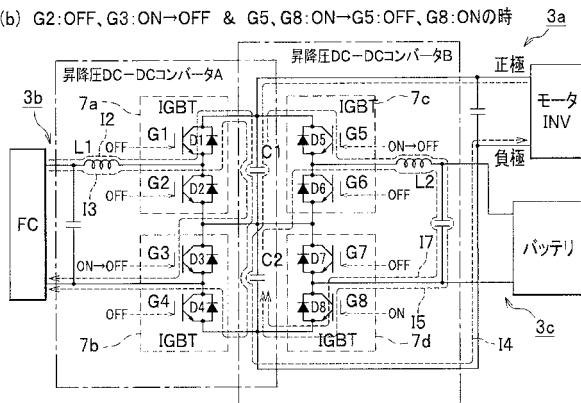 (b) G2:OFF、G3:ON→OFF & G5、G8:ON→G5:OFF、G8:ONの時
3a
昇降圧DC-DCコンバータA
昇降圧DC-DCコンバータB
3b
正極
7a
IGBT
IGBT
7c
モータ
INV
I2
L1
OFF
G1
D1
C1
D5
G5
ON→OFF
負極
L2
I3
OFF
G2
D2
D6
G6
OFF
FC
バッテリ
G3
ON→OFF
D3
C2
D7
G7
OFF
I7
G4
OFF
D4
D8
G8
ON
I5
IGBT
IGBT
7b
7d
I4
3c